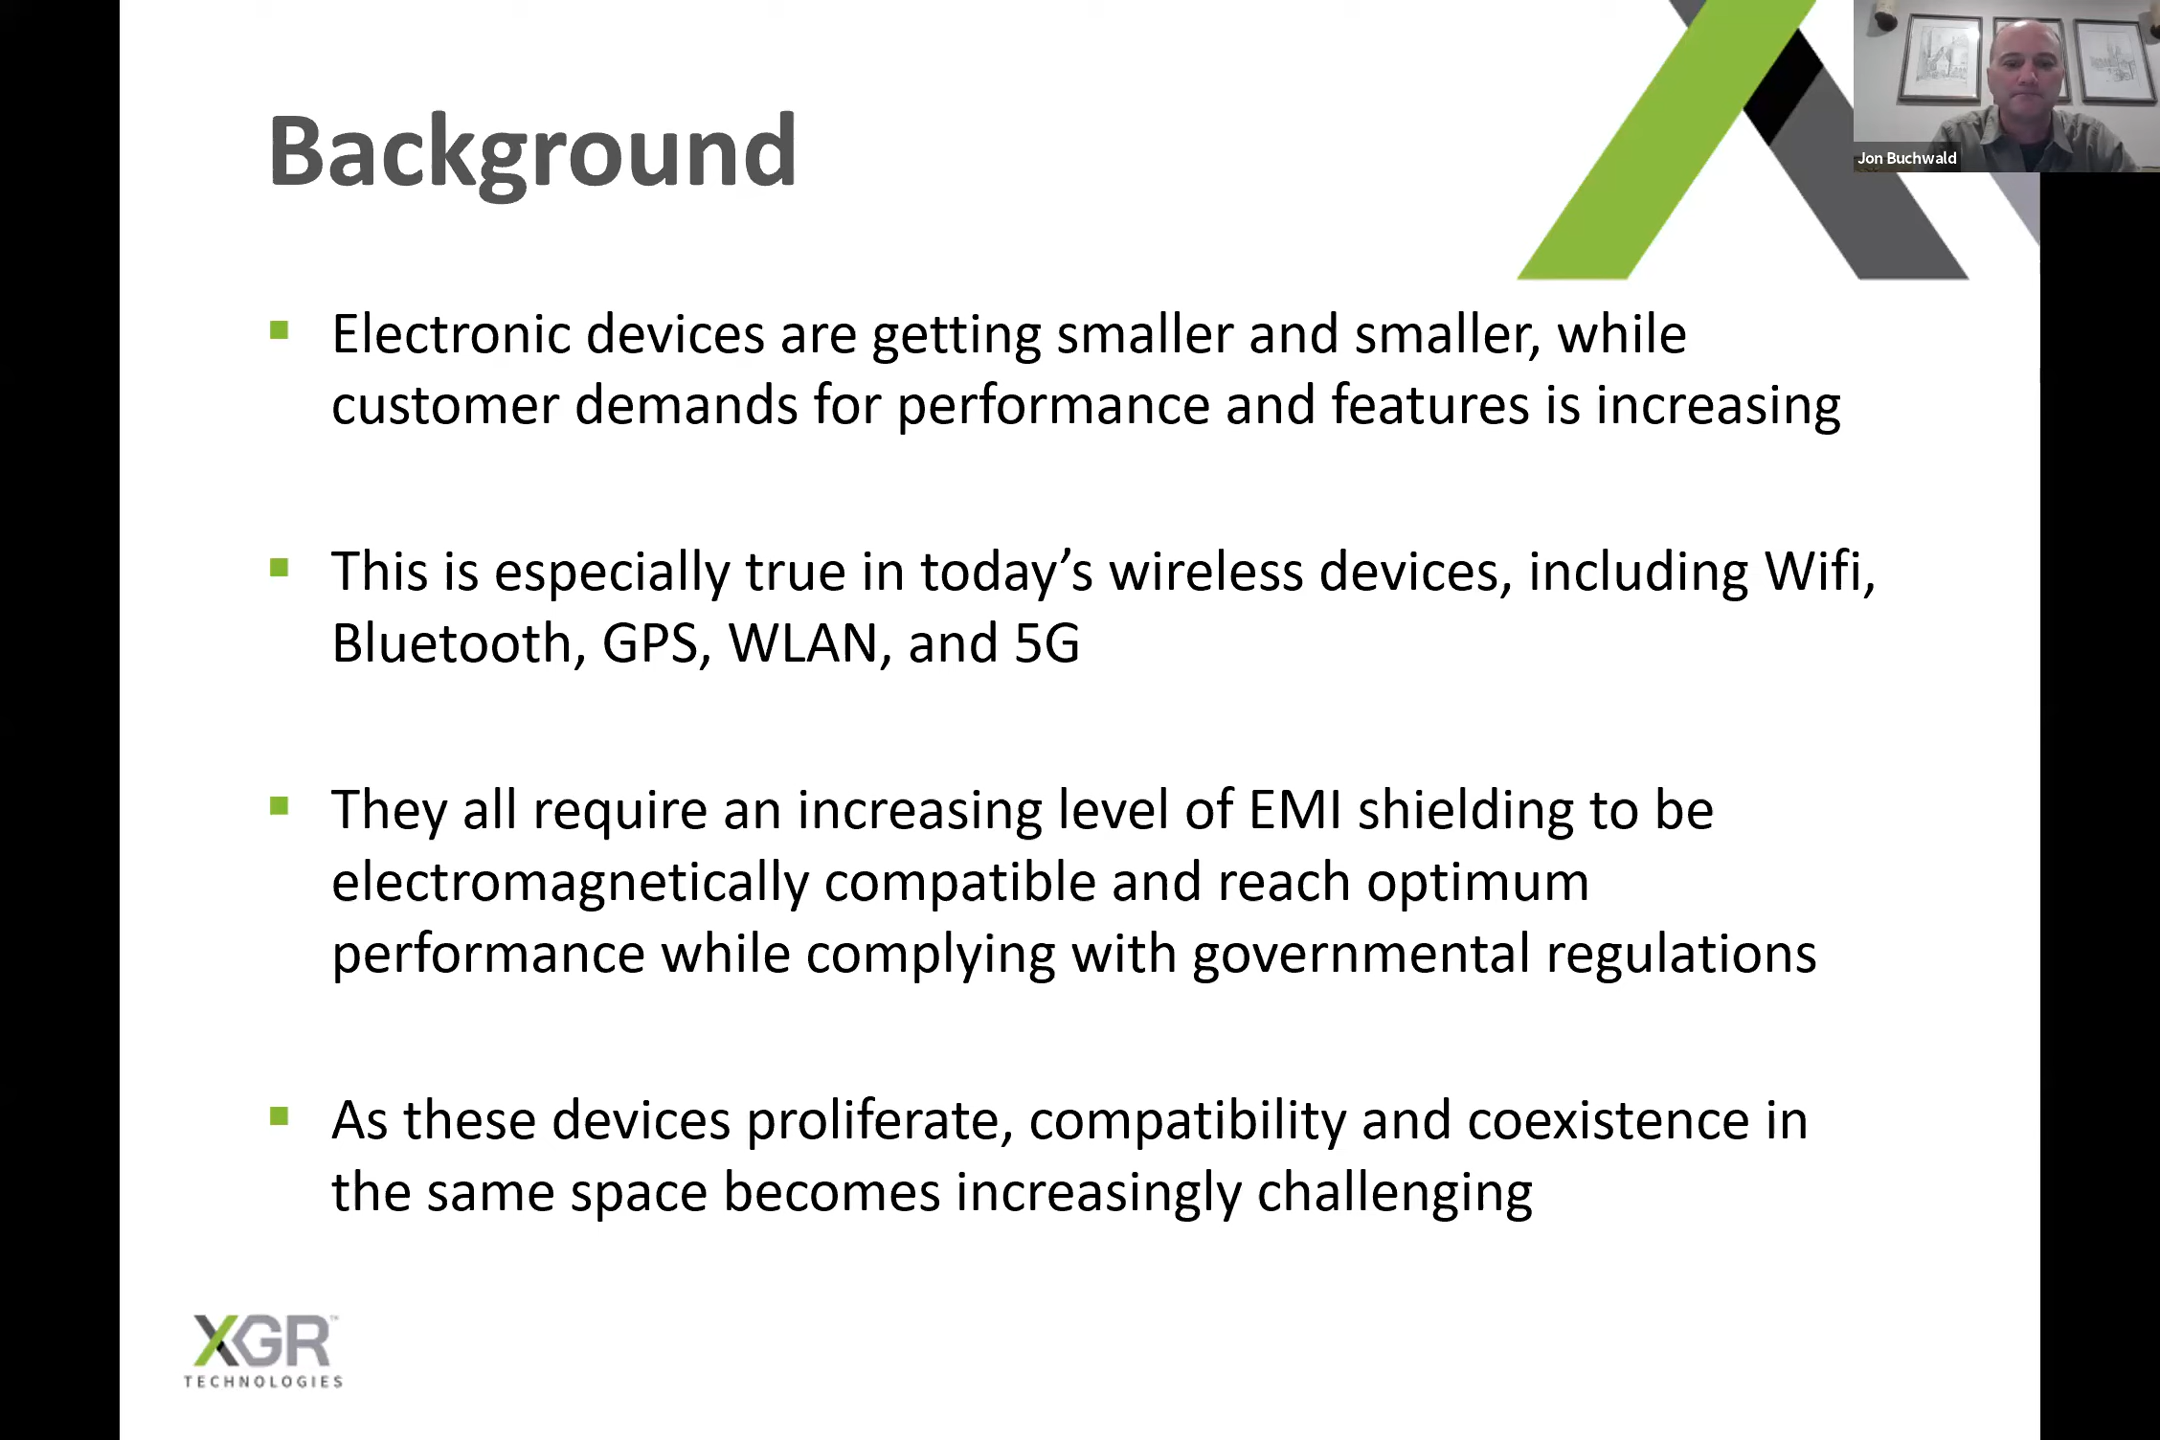 Background
Jon Buchwald
Electronic devices are getting smaller and smaller, while
customer demands for performance and features is increasing
This is especially true in today’s wireless devices, including Wifi,
Bluetooth, GPS, WLAN, and 5G
They all require an increasing level of EMI shielding to be
electromagnetically compatible and reach optimum
performance while complying with governmental regulations
As these devices proliferate, compatibility and coexistence in
the same space becomes increasingly challenging
XGR™
TECHNOLOGIES